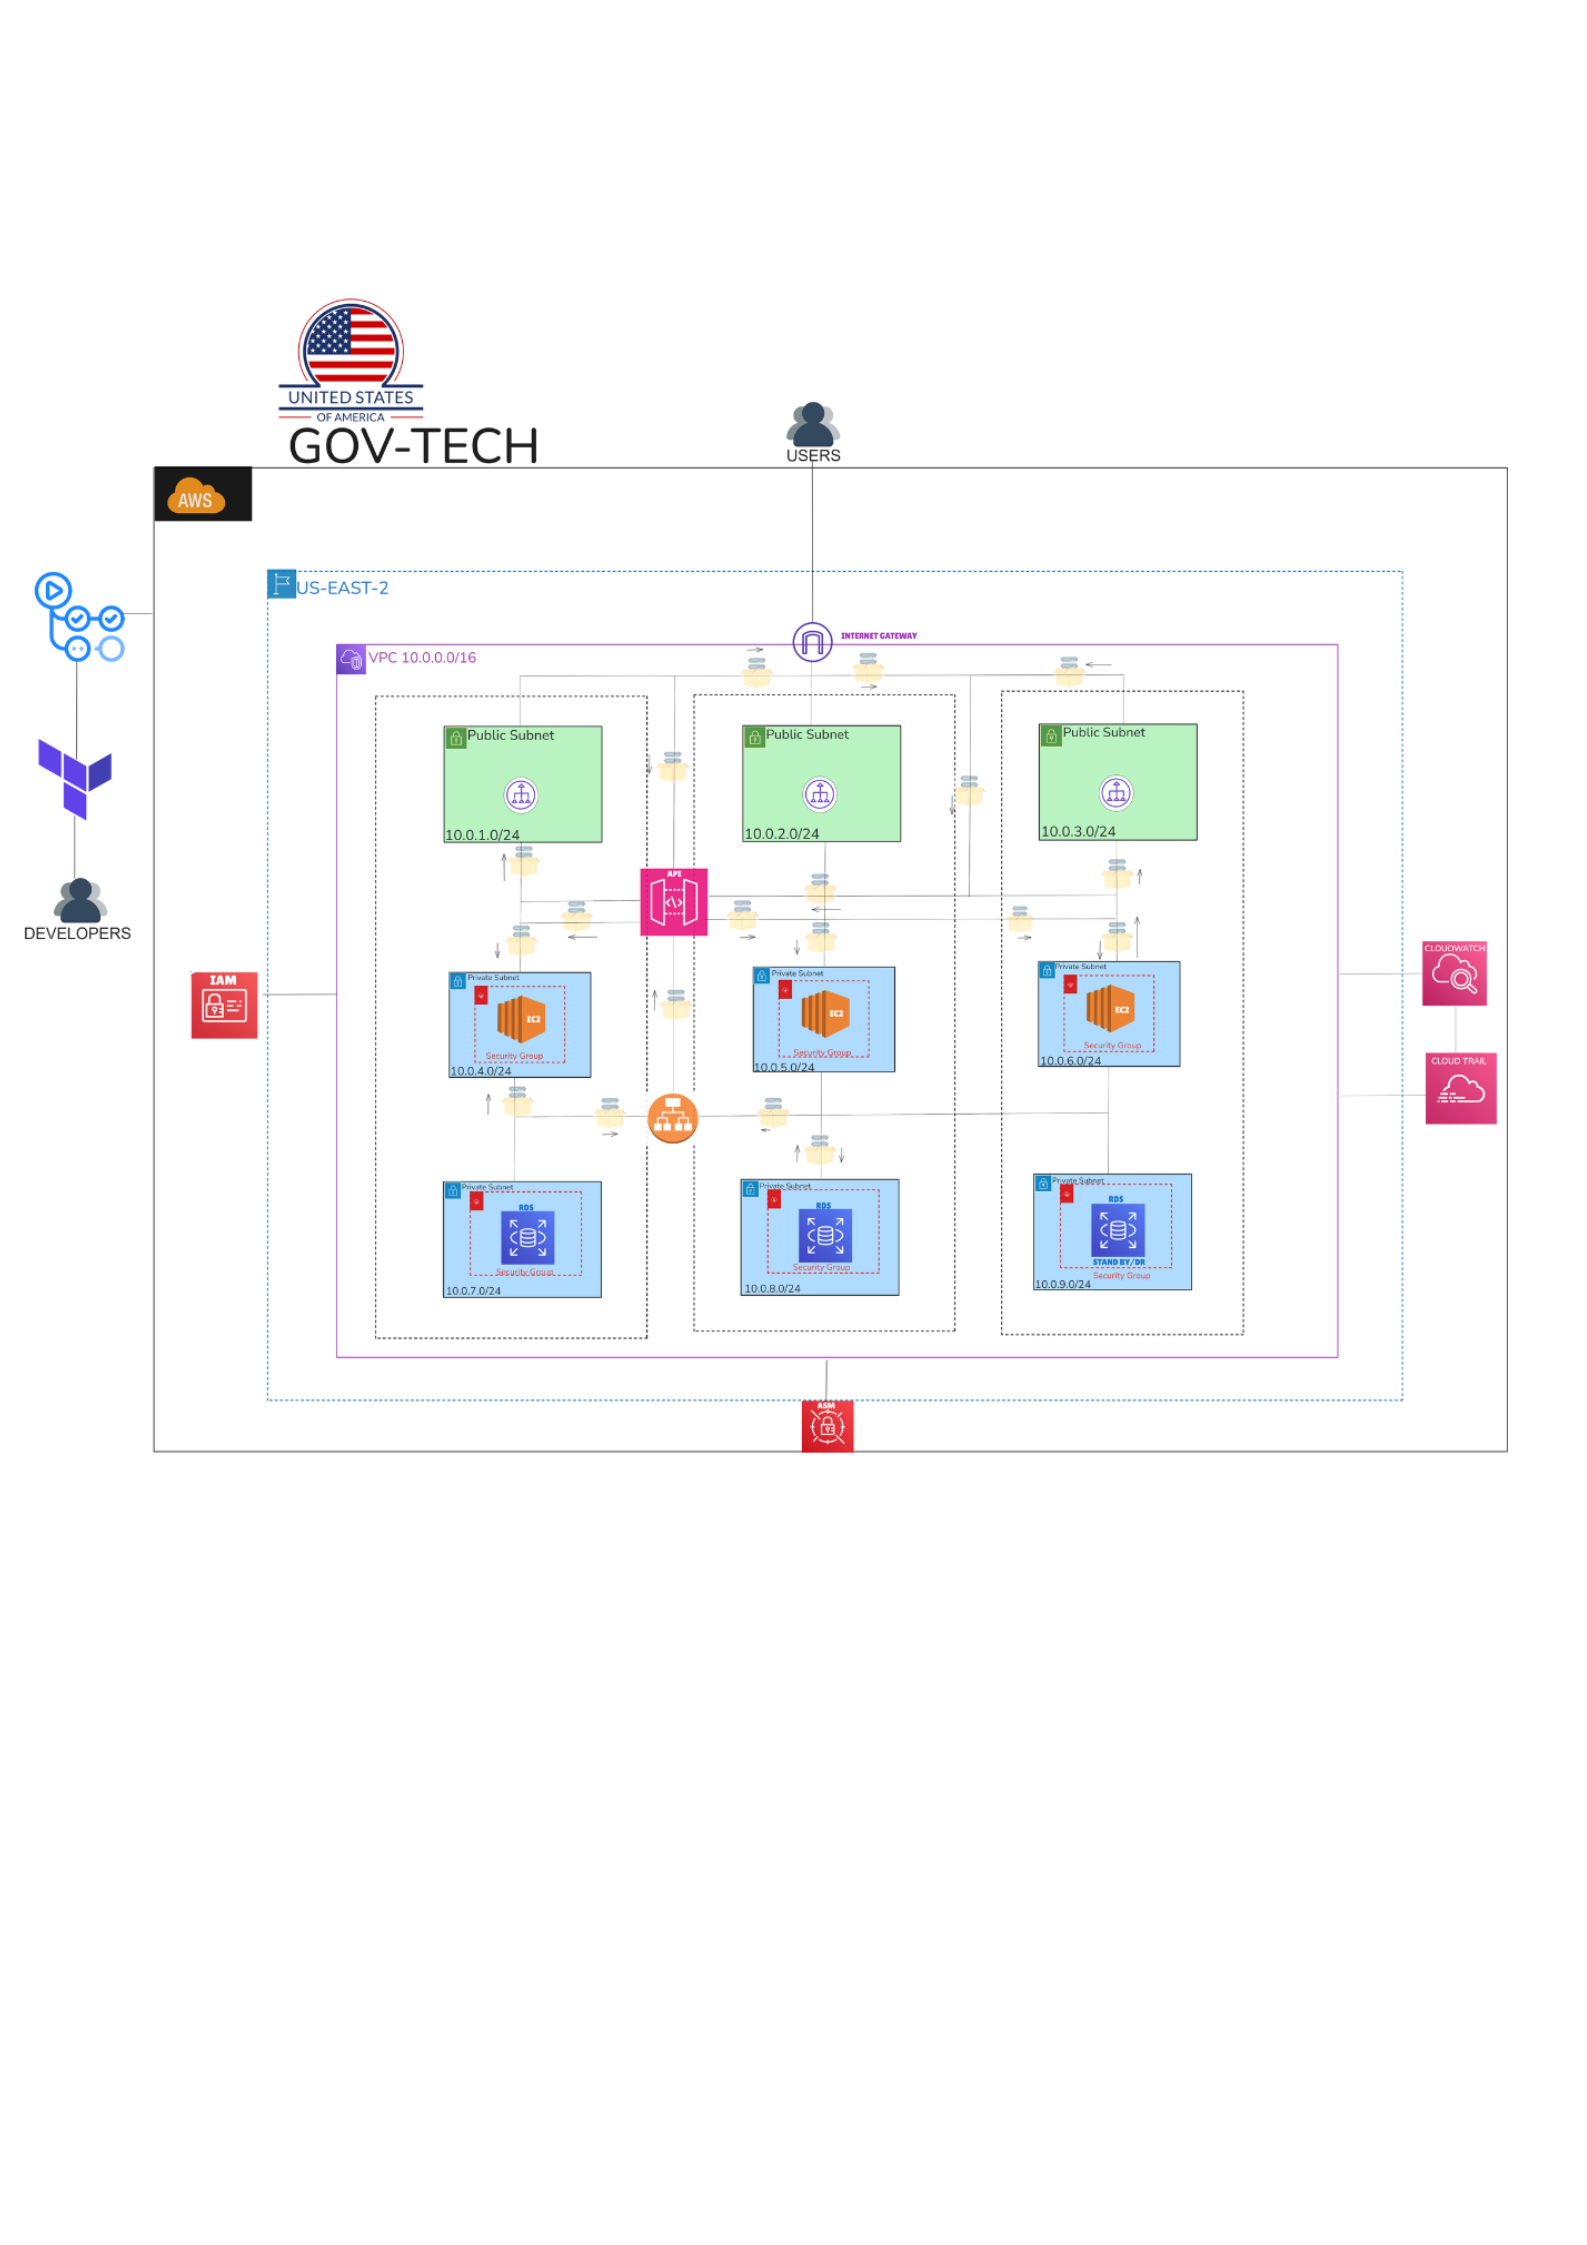 UNITED STATES
OF AMERICA
GOV-TECH
USERS
AWS
US-EAST-2
INTERNET GATEWAY
VPC 10.0.0.0/16
Public Subnet
10.0.1.0/24
Public Subnet
10.0.2.0/24
Public Subnet
10.0.3.0/24
API
DEVELOPERS
IAM
CLOUDWATCH
CLOUD TRAIL
Private Subnet
EC2
Security Group
10.0.4.0/24
Private Subnet
EC2
Security Group
10.0.5.0/24
Private Subnet
EC2
Security Group
10.0.6.0/24
Private Subnet
RDS
Security Group
10.0.7.0/24
Private Subnet
RDS
Security Group
10.0.8.0/24
Private Subnet
RDS
STAND BY/DR
Security Group
10.0.9.0/24
ASM